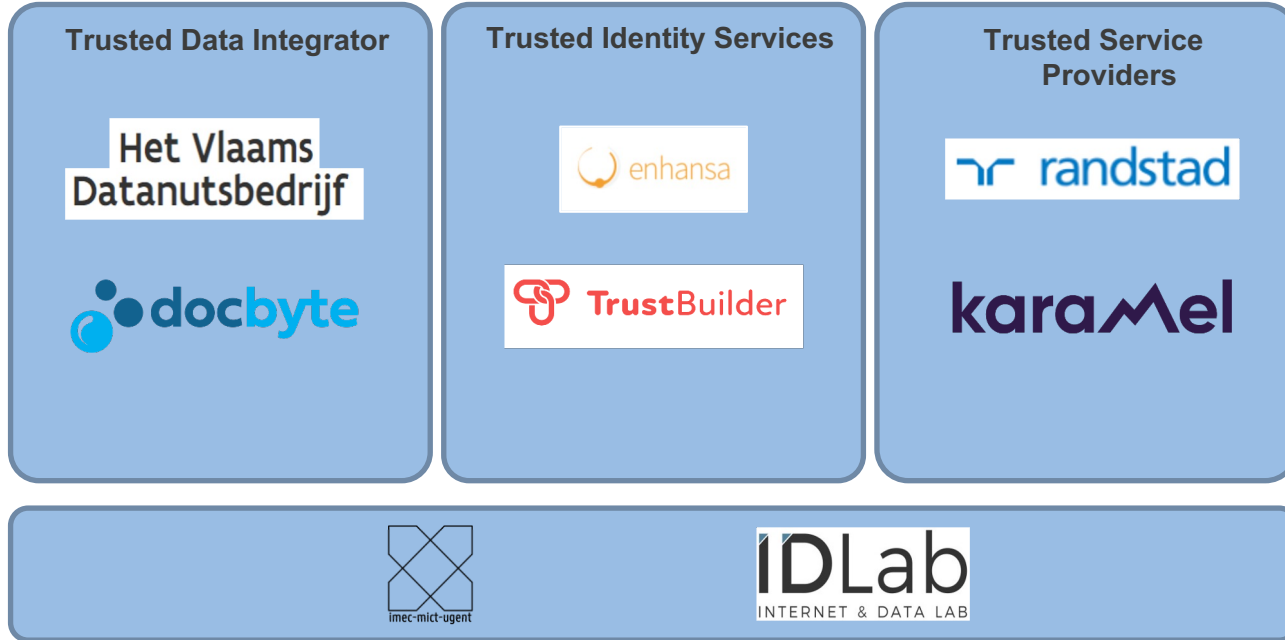 Trusted Data Integrator
Het Vlaams
Datanutsbedrijf
docbyte
Trusted Identity Services
enhansa
TrustBuilder
Trusted Service
Providers
randstad
karamel
imec-mict-ugent
IDLab
INTERNET & DATA LAB